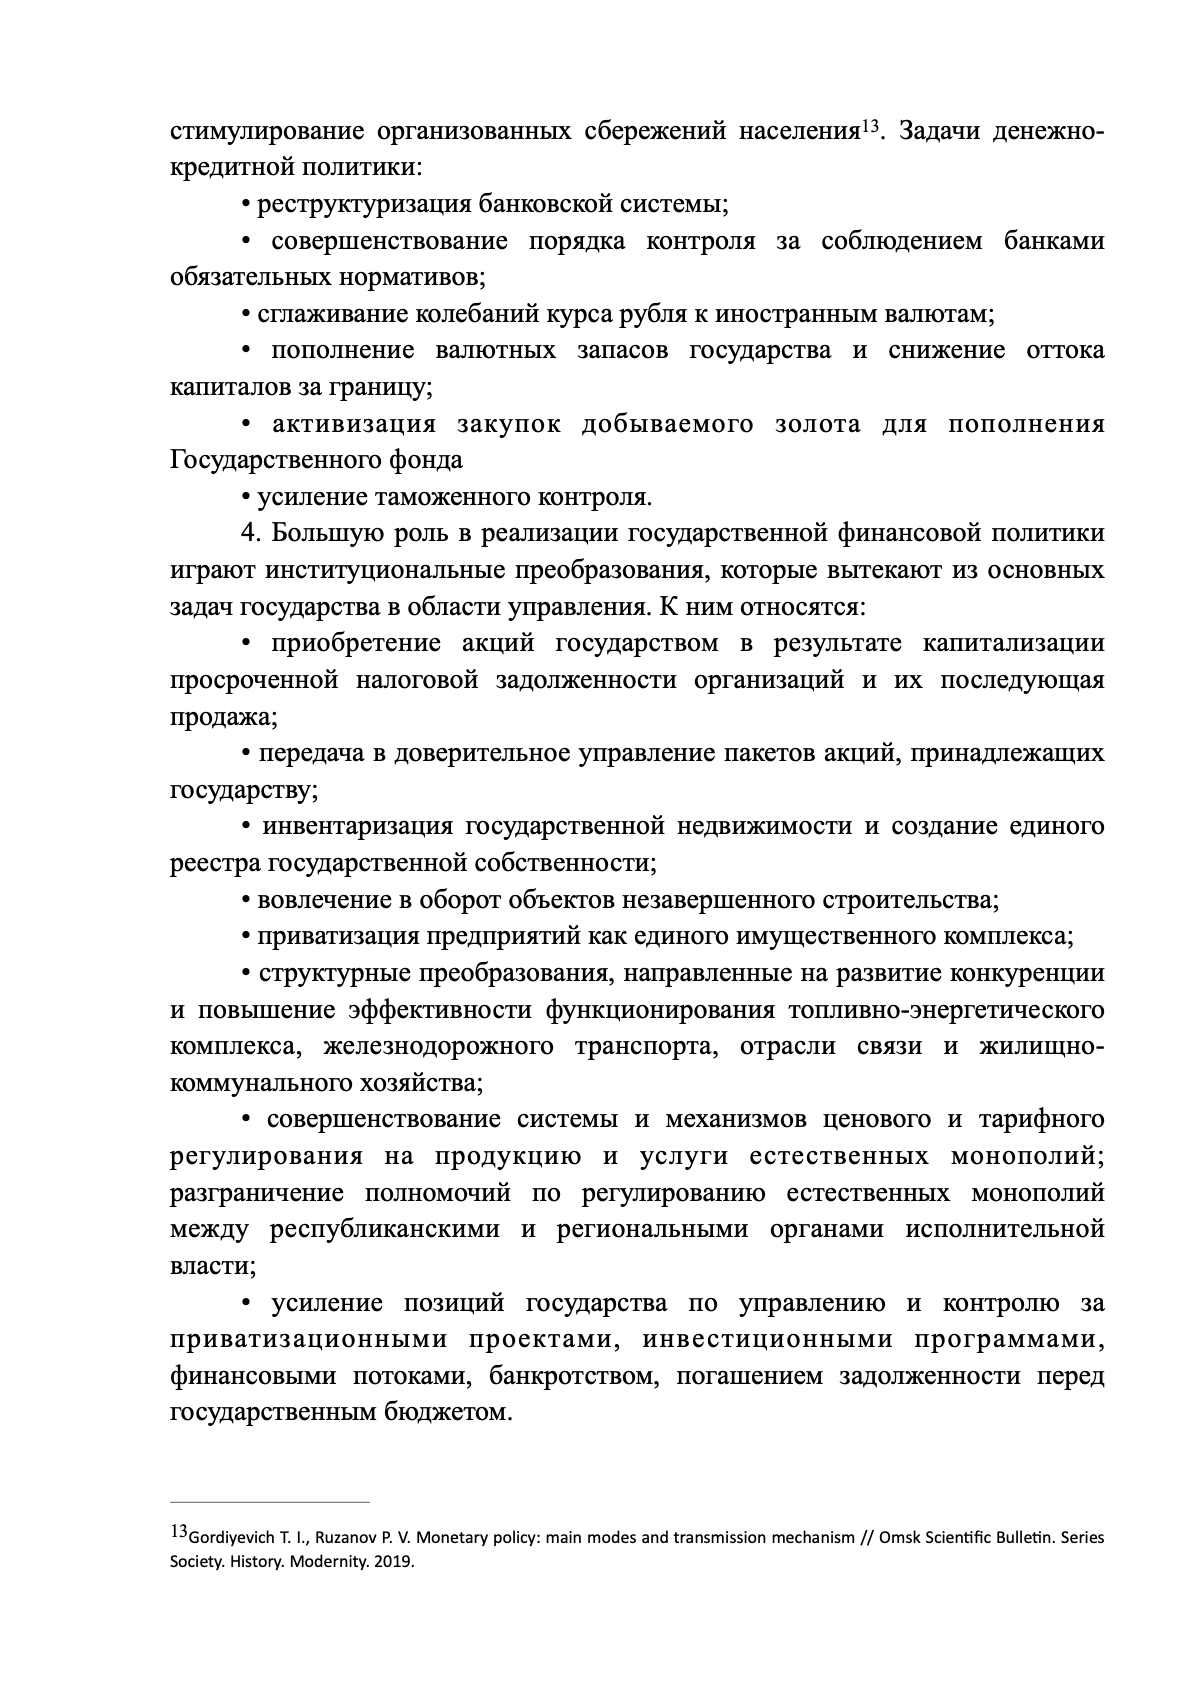 стимулирование организованных сбережений населения13. Задачи денежно-
кредитной политики:
• реструктуризация банковской системы;
• совершенствование порядка контроля за соблюдением банками
обязательных нормативов;
• сглаживание колебаний курса рубля к иностранным валютам;
• пополнение валютных запасов государства и снижение оттока
капиталов за границу;
• активизация закупок добываемого золота для пополнения
Государственного фонда
• усиление таможенного контроля.
4. Большую роль в реализации государственной финансовой политики
играют институциональные преобразования, которые вытекают из основных
задач государства в области управления. К ним относятся:
• приобретение акций государством в результате капитализации
просроченной налоговой задолженности организаций и их последующая
продажа;
• передача в доверительное управление пакетов акций, принадлежащих
государству;
• инвентаризация государственной недвижимости и создание единого
реестра государственной собственности;
• вовлечение в оборот объектов незавершенного строительства;
• приватизация предприятий как единого имущественного комплекса;
• структурные преобразования, направленные на развитие конкуренции
и повышение эффективности функционирования топливно-энергетического
комплекса, железнодорожного транспорта, отрасли связи и жилищно-
коммунального хозяйства;
• совершенствование системы и механизмов ценового и тарифного
регулирования на продукцию и услуги естественных монополий;
разграничение полномочий по регулированию естественных монополий
между республиканскими и региональными органами исполнительной
власти;
• усиление позиций государства по управлению и контролю за
приватизационными проектами, инвестиционными программами,
финансовыми потоками, банкротством, погашением задолженности перед
государственным бюджетом.
13Gordiyevich T. I., Ruzanov P. V. Monetary policy: main modes and transmission mechanism // Omsk Scientific Bulletin. Series
Society. History. Modernity. 2019.